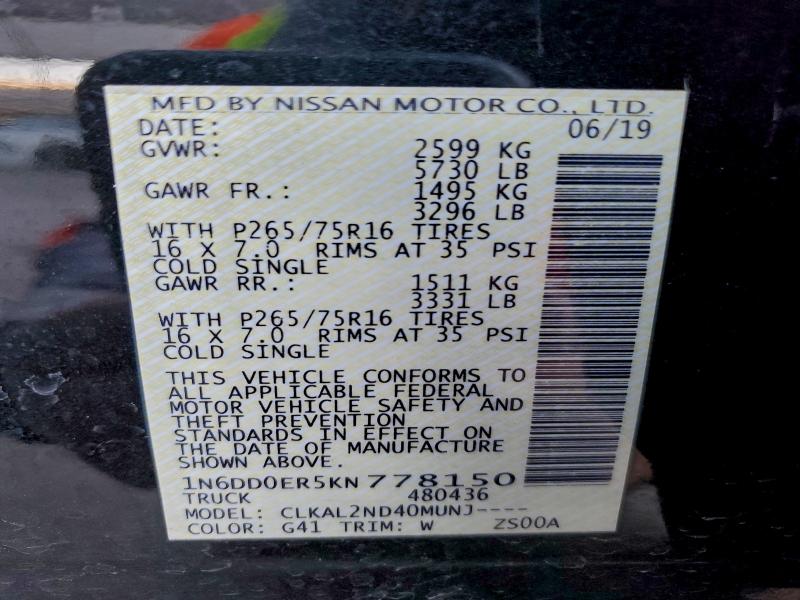 MFD BY NISSAN MOTOR CO., LTD.
DATE: 06/19
GVWR: 2599 KG
5730 LB
GAWR FR.: 1495 KG
3296 LB
WITH P265/75R16 TIRES
16 X 7.0 RIMS AT 35 PSI
COLD SINGLE
GAWR RR.: 1511 KG
3331 LB
WITH P265/75R16 TIRES
16 X 7.0 RIMS AT 35 PSI
COLD SINGLE
THIS VEHICLE CONFORMS TO
ALL APPLICABLE FEDERAL
MOTOR VEHICLE SAFETY AND
THEFT PREVENTION
STANDARDS IN EFFECT ON
THE DATE OF MANUFACTURE
SHOWN ABOVE.
1N6DD0ER5KN778150
TRUCK 480436
MODEL: CLKAL2ND40MUNJ----
COLOR: G41 TRIM: W ZS00A